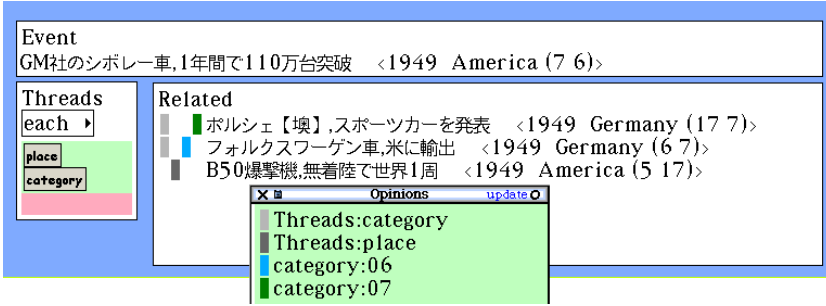 Event
GM社のシボレー車,1年間で110万台突破 <1949 America (7 6)>
Threads
each
place
category
Related
ポルシェ【墺】,スポーツカーを発表 <1949 Germany (17 7)>
フォルクスワーゲン車,米に輸出 <1949 Germany (6 7)>
B50爆撃機,無着陸で世界1周 <1949 America (5 17)>
Opinions update
Threads:category
Threads:place
category:06
category:07